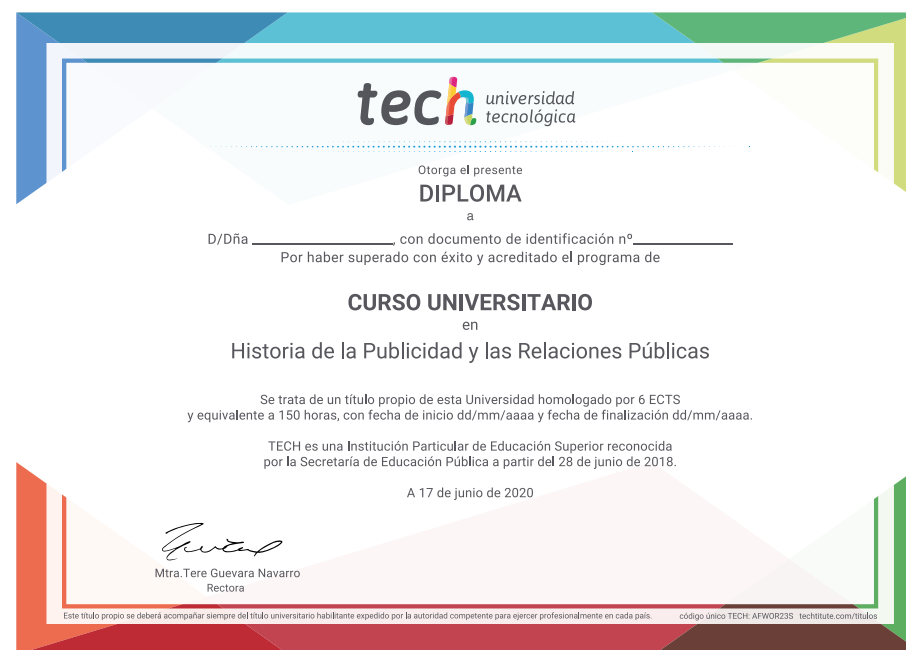 tech universidad
tecnológica
Otorga el presente
DIPLOMA
a
D/Dña ____________________, con documento de identificación nº______________
Por haber superado con éxito y acreditado el programa de
CURSO UNIVERSITARIO
en
Historia de la Publicidad y las Relaciones Públicas
Se trata de un título propio de esta Universidad homologado por 6 ECTS
y equivalente a 150 horas, con fecha de inicio dd/mm/aaaa y fecha de finalización dd/mm/aaaa.
TECH es una Institución Particular de Educación Superior reconocida
por la Secretaría de Educación Pública a partir del 28 de junio de 2018.
A 17 de junio de 2020
Mtra.Tere Guevara Navarro
Rectora
Este título propio se deberá acompañar siempre del título universitario habilitante expedido por la autoridad competente para ejercer profesionalmente en cada país. código único TECH: AFWOR23S techtitute.com/titulos